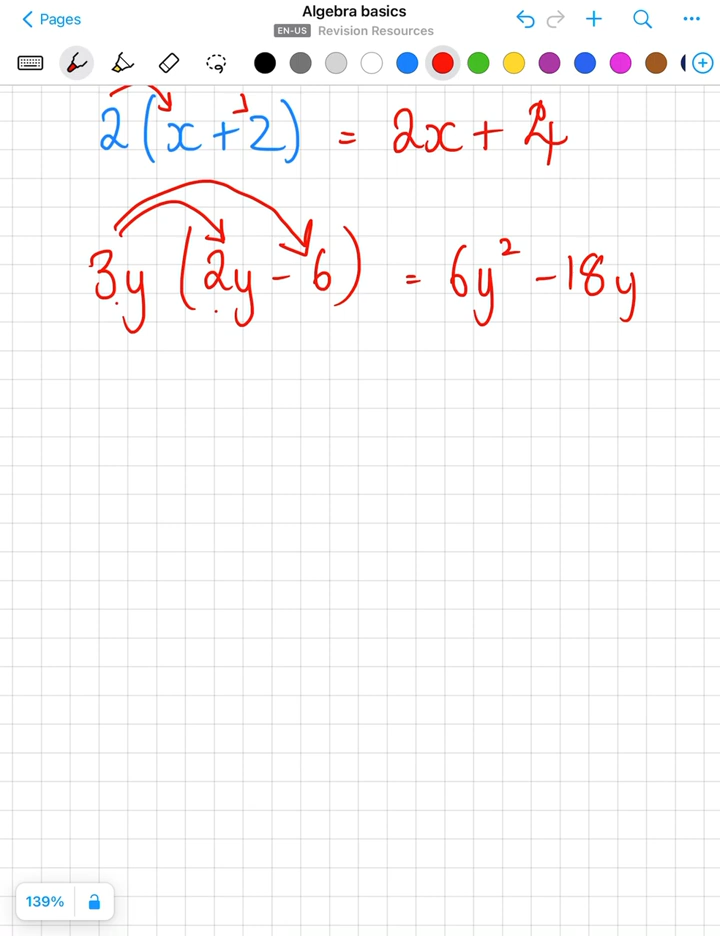 Pages
Algebra basics
EN-US Revision Resources
2(x+2) = 2x + 4
3y(2y-6) = 6y² -18y
139%